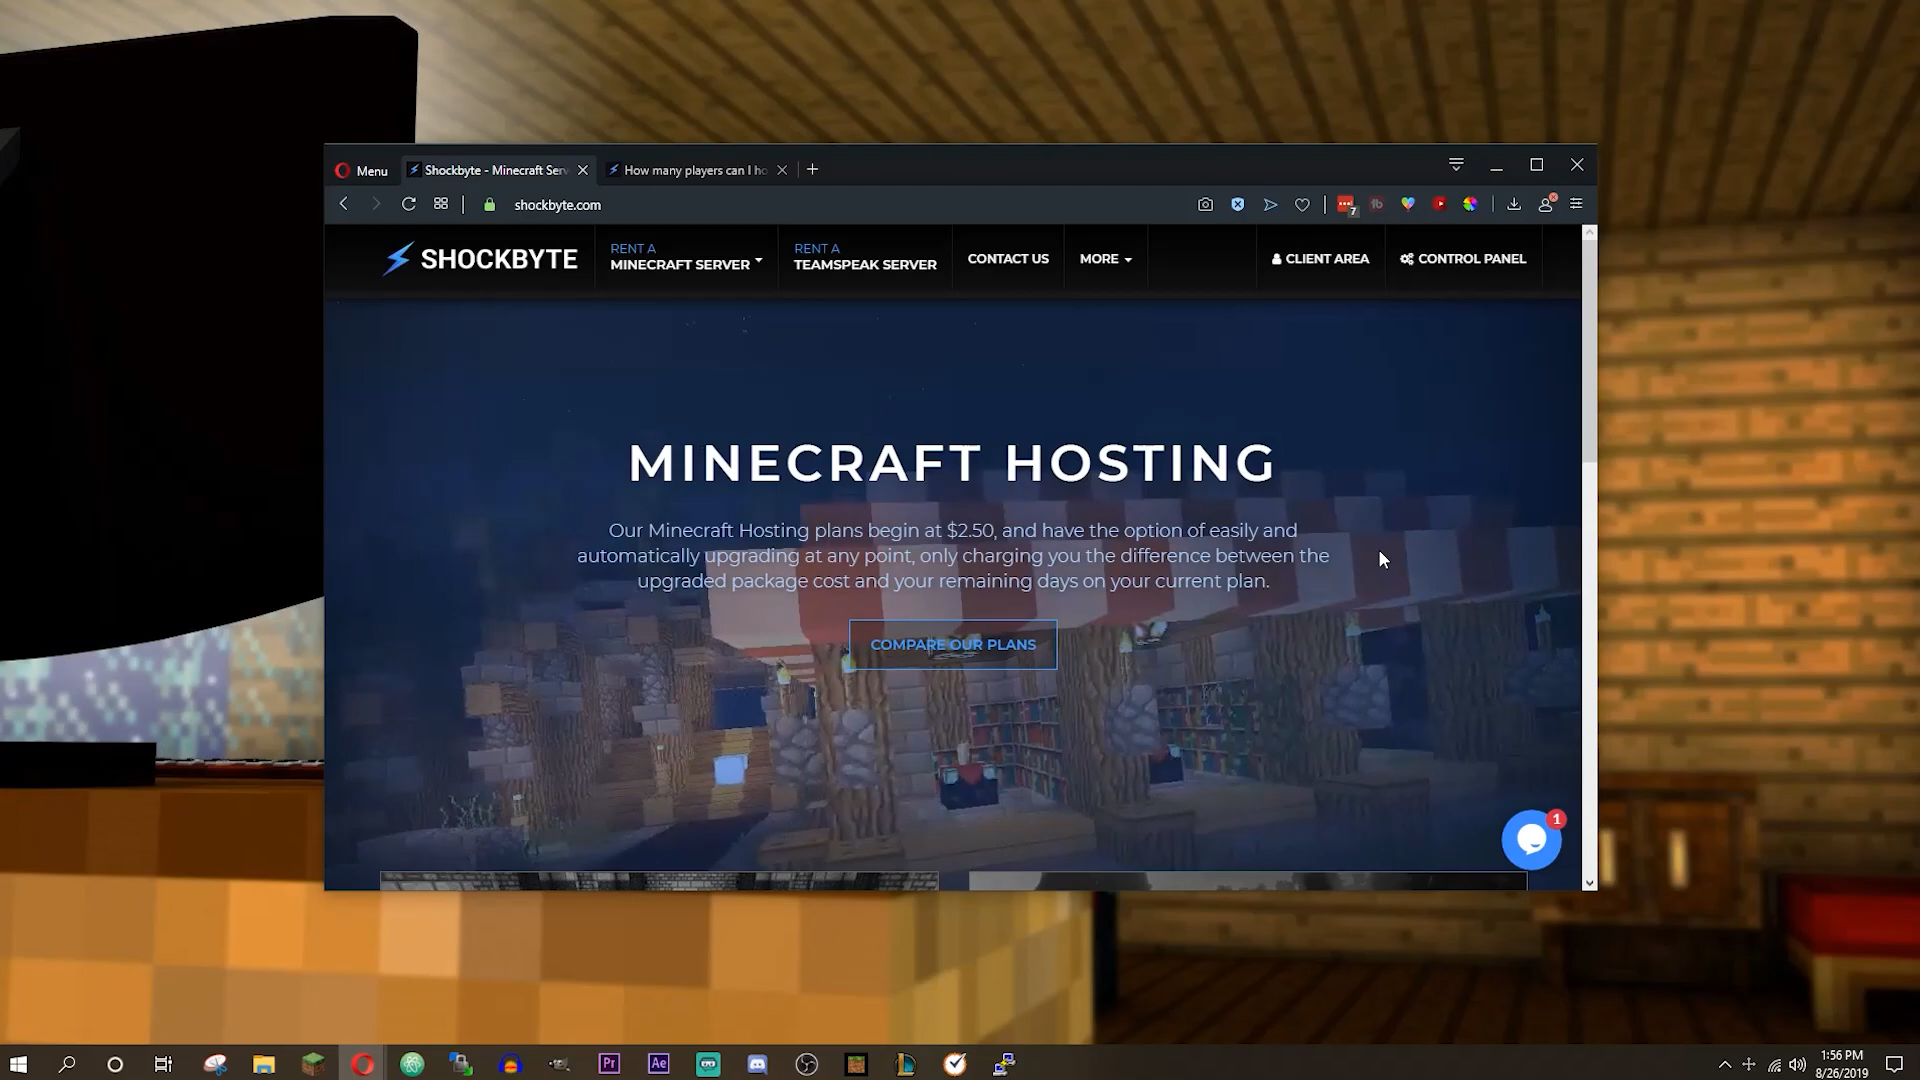 Menu
Shockbyte - Minecraft Serv
How many players can I ho
shockbyte.com
7
SHOCKBYTE
RENT A
MINECRAFT SERVER
RENT A
TEAMSPEAK SERVER
CONTACT US
MORE
CLIENT AREA
CONTROL PANEL
MINECRAFT HOSTING
Our Minecraft Hosting plans begin at $2.50, and have the option of easily and
automatically upgrading at any point, only charging you the difference between the
upgraded package cost and your remaining days on your current plan.
COMPARE OUR PLANS
1
Pr
Ae
1:56 PM
8/26/2019